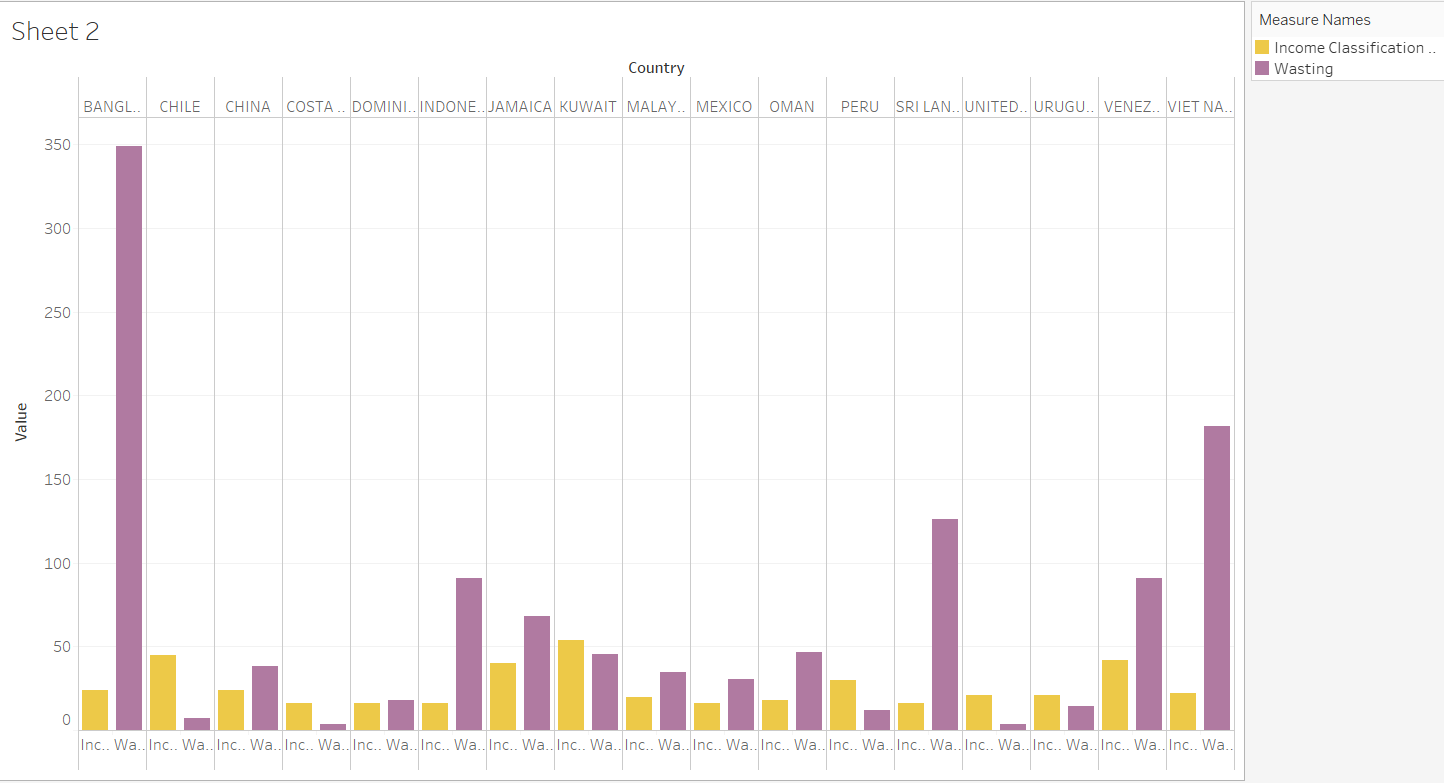 Sheet 2
Measure Names
Income Classification ..
Wasting
Country
BANGL.. CHILE CHINA COSTA .. DOMINI.. INDONE.. JAMAICA KUWAIT MALAY.. MEXICO OMAN PERU SRI LAN.. UNITED.. URUGU.. VENEZ.. VIET NA..
350
300
250
200
150
100
50
0
Value
Inc.. Wa.. Inc.. Wa.. Inc.. Wa.. Inc.. Wa.. Inc.. Wa.. Inc.. Wa.. Inc.. Wa.. Inc.. Wa.. Inc.. Wa.. Inc.. Wa.. Inc.. Wa.. Inc.. Wa.. Inc.. Wa.. Inc.. Wa.. Inc.. Wa.. Inc.. Wa.. Inc.. Wa..